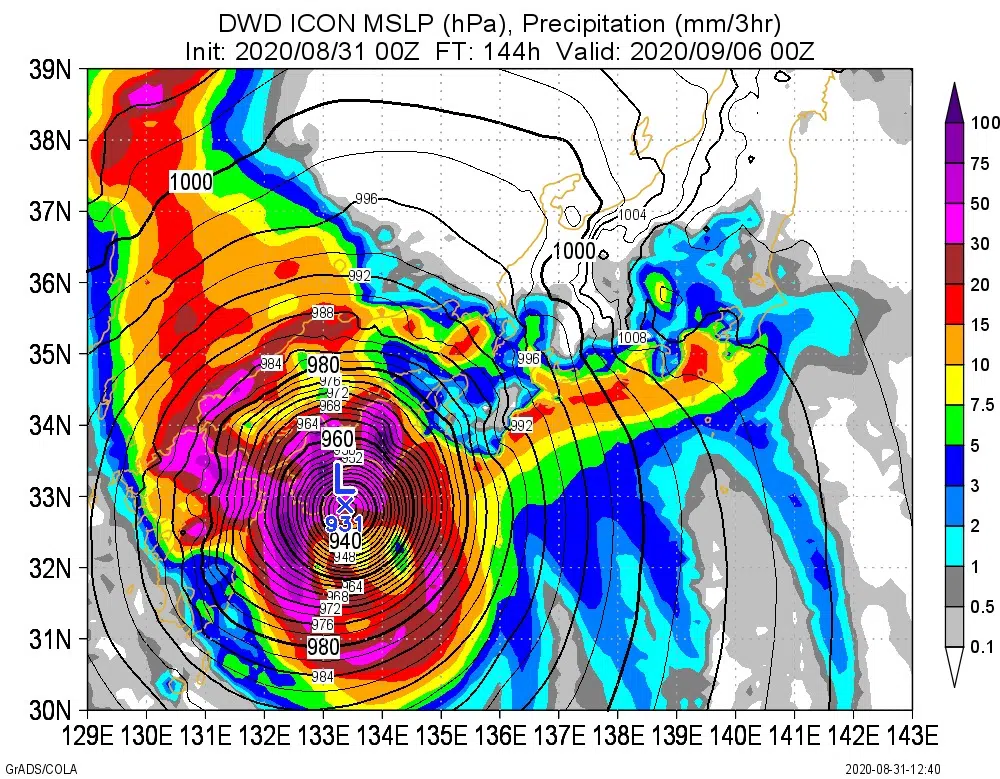 DWD ICON MSLP (hPa), Precipitation (mm/3hr)
Init: 2020/08/31 00Z FT: 144h Valid: 2020/09/06 00Z
39N
38N
37N
36N
35N
34N
33N
32N
31N
30N
1000
996
992
988
984
980
976
972
968
964
960
952
L
931
940
948
964
968
972
976
980
984
1004
1000
1008
996
992
100
75
50
30
20
15
10
7.5
5
3
2
1
0.5
0.1
129E 130E 131E 132E 133E 134E 135E 136E 137E 138E 139E 140E 141E 142E 143E
GrADS/COLA
2020-08-31-12:40